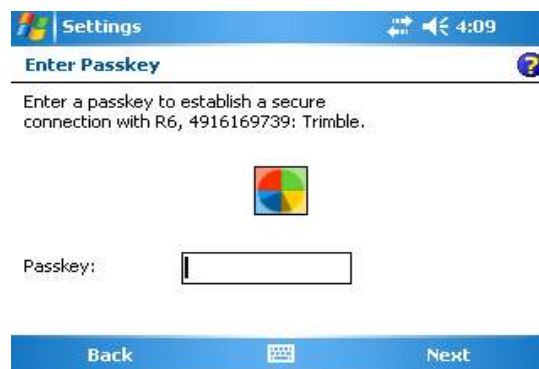 Settings 4:09
Enter Passkey
Enter a passkey to establish a secure
connection with R6, 4916169739: Trimble.
Passkey:
Back Next